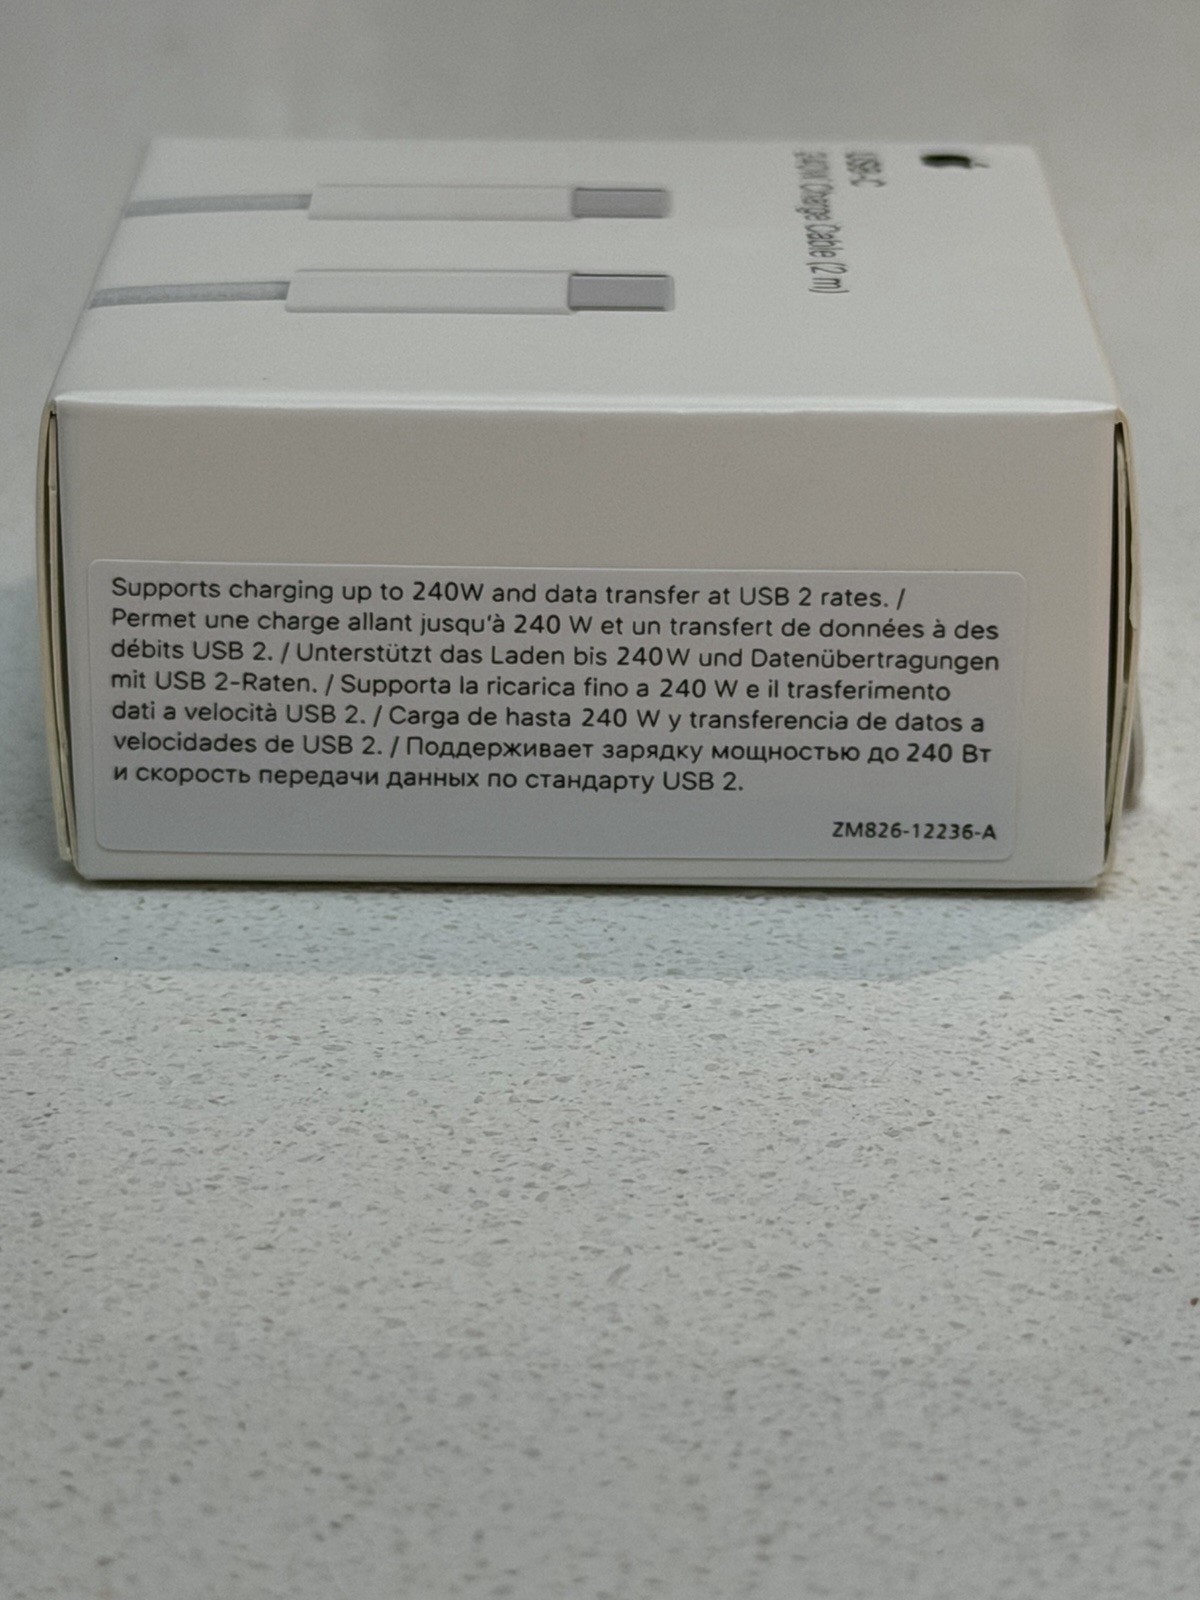 USB-C
240W Charge Cable (2 m)
Supports charging up to 240W and data transfer at USB 2 rates. /
Permet une charge allant jusqu'à 240 W et un transfert de données à des
débits USB 2. / Unterstützt das Laden bis 240W und Datenübertragungen
mit USB 2-Raten. / Supporta la ricarica fino a 240 W e il trasferimento
dati a velocità USB 2. / Carga de hasta 240 W y transferencia de datos a
velocidades de USB 2. / Поддерживает зарядку мощностью до 240 Вт
и скорость передачи данных по стандарту USB 2.
ZM826-12236-A